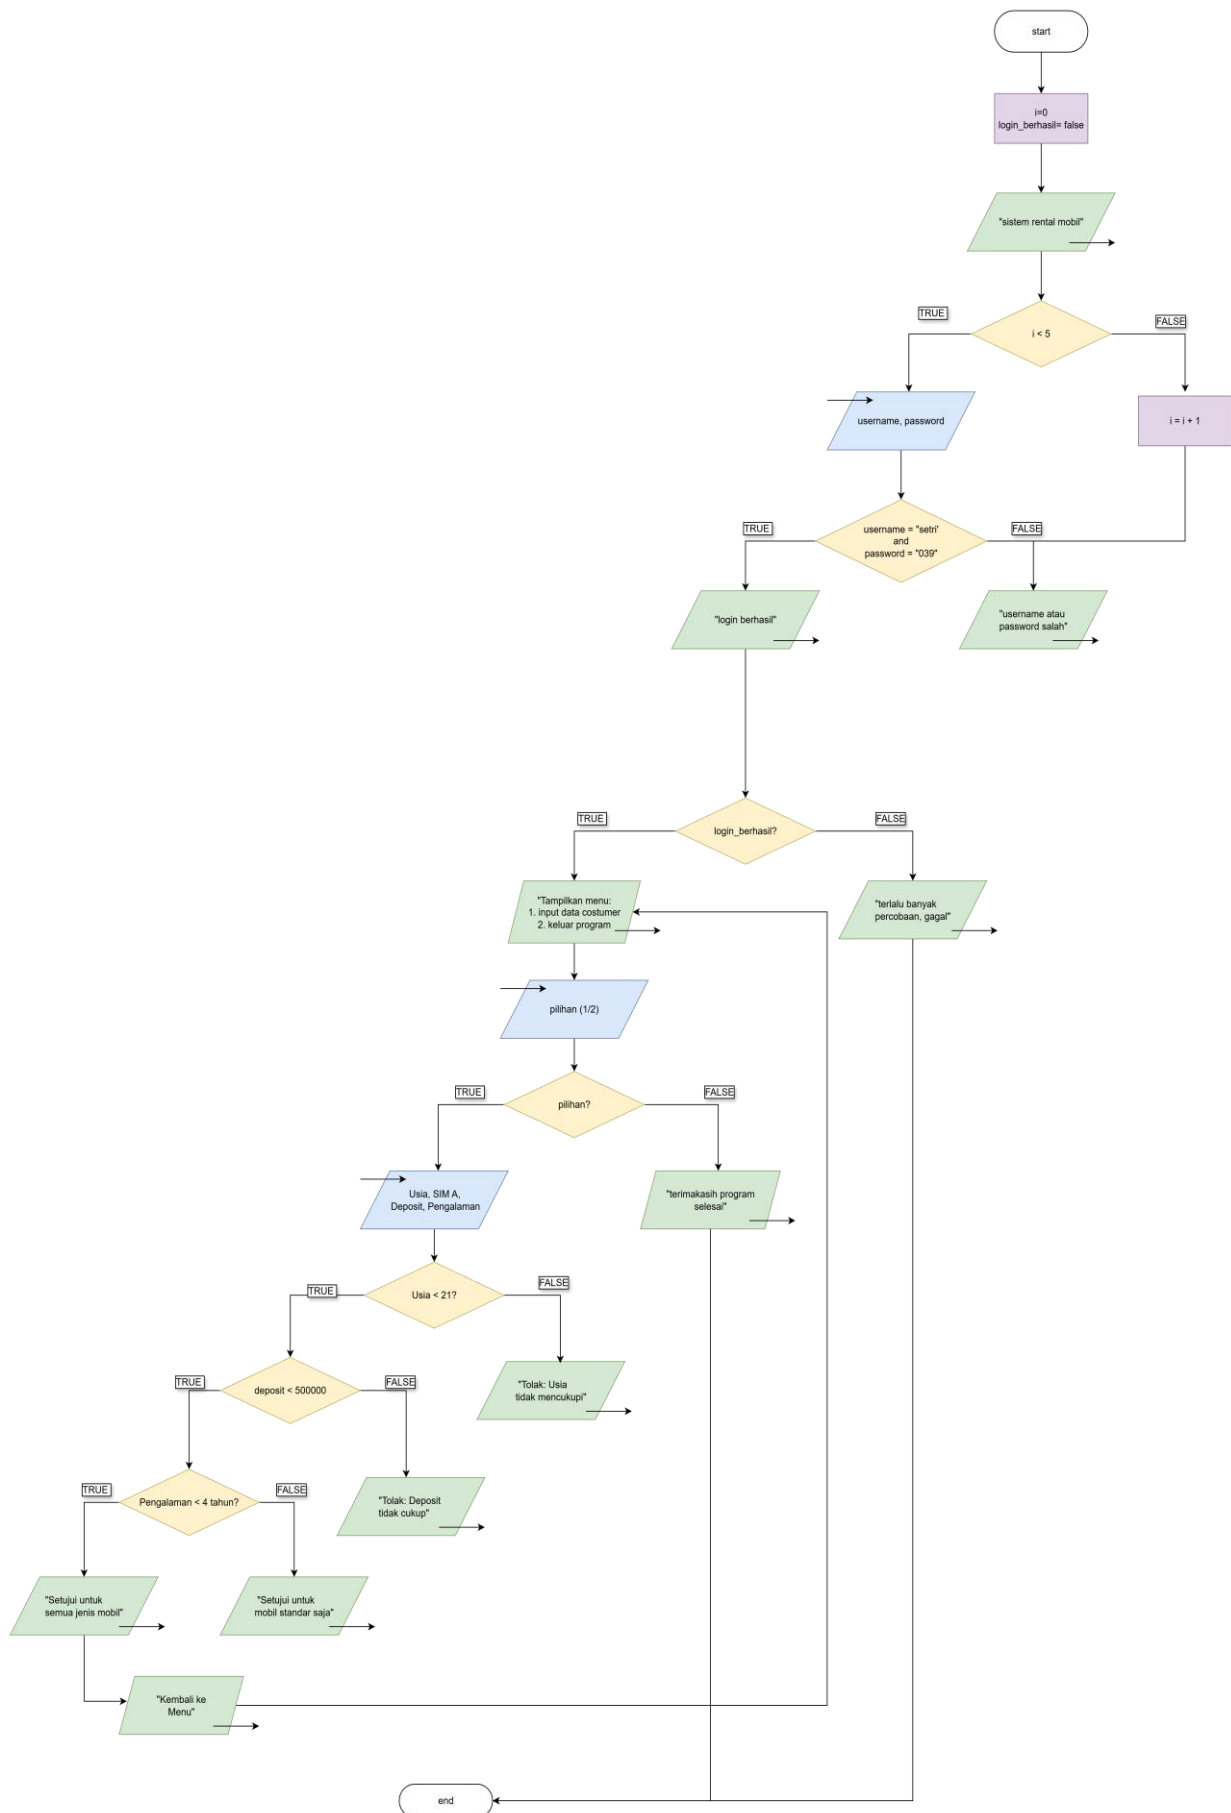 start
i=0
login_berhasil= false
"sistem rental mobil"
TRUE
FALSE
i < 5
username, password
i = i + 1
TRUE
FALSE
username = "setri'
and
password = "039"
"login berhasil"
"username atau
password salah"
login_berhasil?
TRUE
FALSE
"Tampilkan menu:
1. input data costumer
2. keluar program
"terlalu banyak
percobaan, gagal"
pilihan (1/2)
TRUE
FALSE
pilihan?
Usia, SIM A,
Deposit, Pengalaman
"terimakasih program
selesai"
TRUE
FALSE
Usia < 21?
"Tolak: Usia
tidak mencukupi"
TRUE
FALSE
deposit < 500000
"Tolak: Deposit
tidak cukup"
TRUE
FALSE
Pengalaman < 4 tahun?
"Setujui untuk
semua jenis mobil"
"Setujui untuk
mobil standar saja"
"Kembali ke
Menu"
end